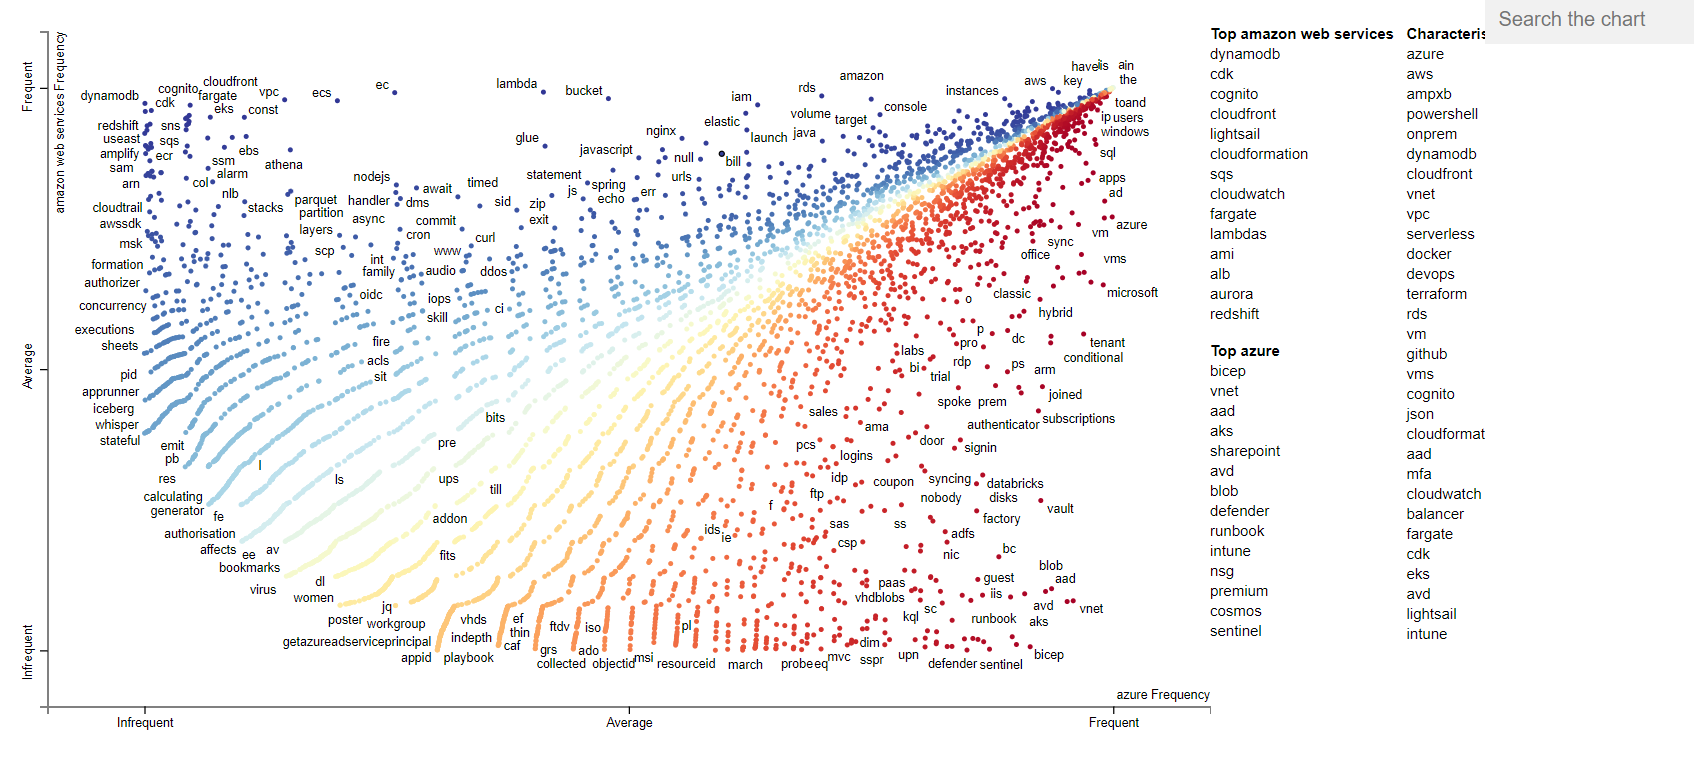 Search the chart
Top amazon web services
dynamodb
cdk
cognito
cloudfront
lightsail
cloudformation
sqs
cloudwatch
fargate
lambdas
ami
alb
aurora
redshift
Top azure
bicep
vnet
aad
aks
sharepoint
avd
blob
defender
runbook
intune
nsg
premium
cosmos
sentinel
Characteris
azure
aws
ampxb
powershell
onprem
dynamodb
cloudfront
vnet
vpc
serverless
docker
devops
terraform
rds
vm
github
vms
cognito
json
cloudformat
aad
mfa
cloudwatch
balancer
fargate
cdk
eks
avd
lightsail
intune
amazon web services Frequency
Frequent
Average
Infrequent
azure Frequency
Infrequent
Average
Frequent
dynamodb
cognito
cloudfront
cdk
fargate
vpc
ecs
ec
lambda
bucket
iam
rds
amazon
console
instances
aws
key
have
is
ain
the
eks
const
redshift
sns
useast
sqs
amplify
ecr
ebs
ssm
sam
alarm
athena
arn
col
nlb
cloudtrail
stacks
awssdk
msk
formation
authorizer
concurrency
executions
sheets
pid
apprunner
iceberg
whisper
stateful
emit
pb
res
calculating
generator
fe
authorisation
affects
ee
av
bookmarks
virus
dl
women
jq
poster
workgroup
getazureadserviceprincipal
appid
playbook
indepth
vhds
ef
thin
caf
grs
ftdv
iso
ado
collected
objectid
msi
resourceid
pl
march
probe
eq
mvc
dim
sspr
upn
defender
sentinel
bicep
glue
javascript
nginx
elastic
null
bill
launch
volume
java
target
urls
statement
js
spring
echo
err
nodejs
await
timed
handler
dms
sid
zip
exit
parquet
partition
async
commit
layers
cron
curl
scp
int
www
family
audio
ddos
oidc
iops
skill
ci
fire
acls
sit
bits
pre
l
ls
ups
till
addon
fits
to
and
ip
users
windows
sql
apps
ad
azure
vm
sync
office
vms
microsoft
classic
o
hybrid
p
dc
pro
tenant
conditional
labs
bi
rdp
ps
arm
trial
joined
spoke
prem
subscriptions
authenticator
sales
ama
door
signin
pcs
logins
idp
coupon
syncing
databricks
ftp
nobody
disks
vault
f
factory
ids
ie
sas
ss
adfs
csp
nic
bc
blob
paas
guest
aad
vhd
blobs
iis
sc
avd
vnet
kql
runbook
aks